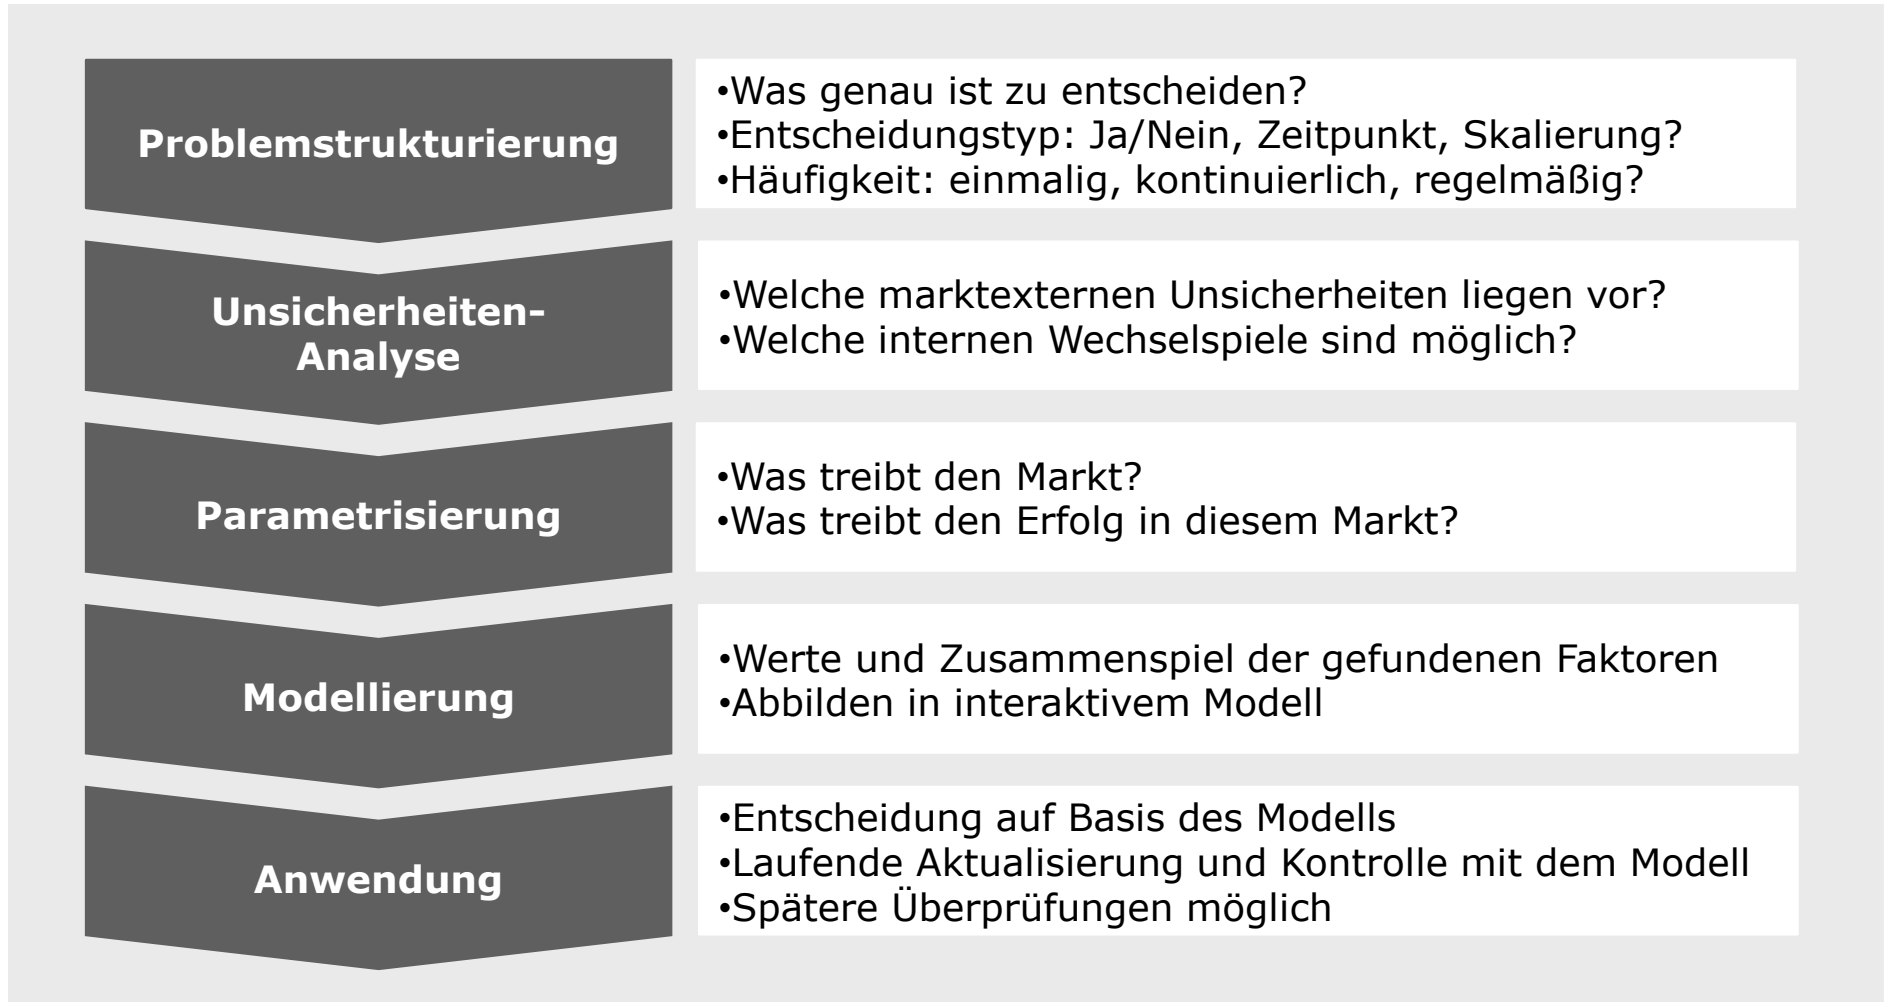 Problemstrukturierung
•Was genau ist zu entscheiden?
•Entscheidungstyp: Ja/Nein, Zeitpunkt, Skalierung?
•Häufigkeit: einmalig, kontinuierlich, regelmäßig?
Unsicherheiten-
Analyse
•Welche marktexternen Unsicherheiten liegen vor?
•Welche internen Wechselspiele sind möglich?
Parametrisierung
•Was treibt den Markt?
•Was treibt den Erfolg in diesem Markt?
Modellierung
•Werte und Zusammenspiel der gefundenen Faktoren
•Abbilden in interaktivem Modell
Anwendung
•Entscheidung auf Basis des Modells
•Laufende Aktualisierung und Kontrolle mit dem Modell
•Spätere Überprüfungen möglich